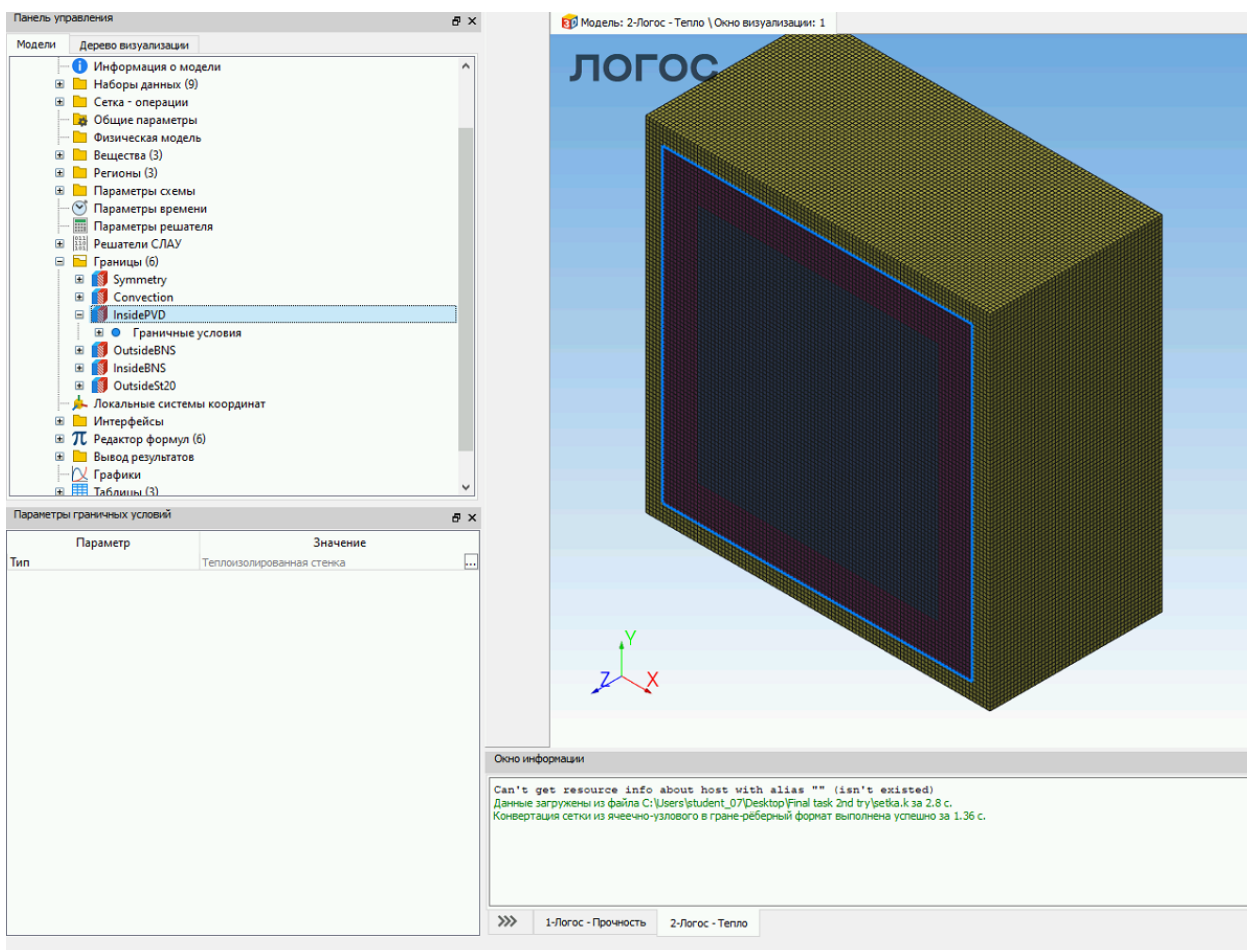 Панель управления
Модели
Дерево визуализации
Информация о модели
Наборы данных (9)
Сетка - операции
Общие параметры
Физическая модель
Вещества (3)
Регионы (3)
Параметры схемы
Параметры времени
Параметры решателя
Решатели СЛАУ
Границы (6)
Symmetry
Convection
InsidePVD
Граничные условия
OutsideBNS
InsideBNS
OutsideSt20
Локальные системы координат
Интерфейсы
Редактор формул (6)
Вывод результатов
Графики
Таблицы (3)
Параметры граничных условий
Параметр
Значение
Тип
Теплоизолированная стенка
...
Модель: 2-Логос - Тепло \ Окно визуализации: 1
ЛОГОС
Y
Z
X
Окно информации
Can't get resource info about host with alias "" (isn't existed)
Данные загружены из файла C:\Users\student_07\Desktop\Final task 2nd try\setka.k за 2.8 с.
Конвертация сетки из ячеечно-узлового в гране-рёберный формат выполнена успешно за 1.36 с.
1-Логос - Прочность
2-Логос - Тепло